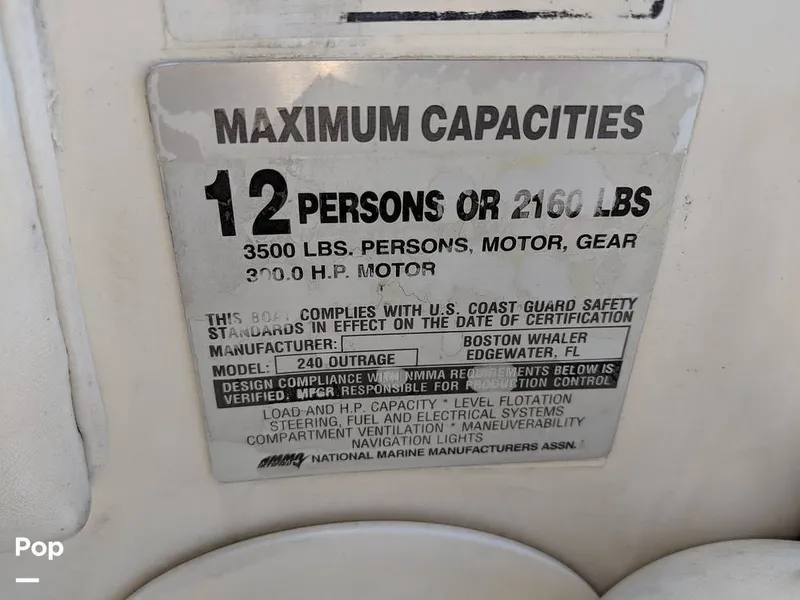 MAXIMUM CAPACITIES
12 PERSONS OR 2160 LBS
3500 LBS. PERSONS, MOTOR, GEAR
300.0 H.P. MOTOR
THIS BOAT COMPLIES WITH U.S. COAST GUARD SAFETY
STANDARDS IN EFFECT ON THE DATE OF CERTIFICATION
MANUFACTURER: BOSTON WHALER
EDGEWATER, FL
MODEL: 240 OUTRAGE
DESIGN COMPLIANCE WITH NMMA REQUIREMENTS BELOW IS
VERIFIED. MFGR RESPONSIBLE FOR PRODUCTION CONTROL
LOAD AND H.P. CAPACITY * LEVEL FLOTATION
STEERING, FUEL AND ELECTRICAL SYSTEMS
COMPARTMENT VENTILATION * MANEUVERABILITY
NAVIGATION LIGHTS
NMMA NATIONAL MARINE MANUFACTURERS ASSN.
Pop